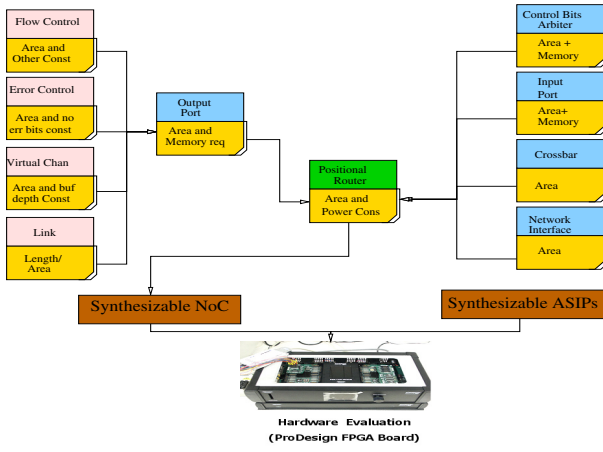 Flow Control
Area and
Other Const
Error Control
Area and no
err bits const
Virtual Chan
Area and buf
depth Const
Link
Length/
Area
Output
Port
Area and
Memory req
Positional
Router
Area and
Power Cons
Control Bits
Arbiter
Area +
Memory
Input
Port
Area+
Memory
Crossbar
Area
Network
Interface
Area
Synthesizable NoC
Synthesizable ASIPs
Hardware Evaluation
(ProDesign FPGA Board)